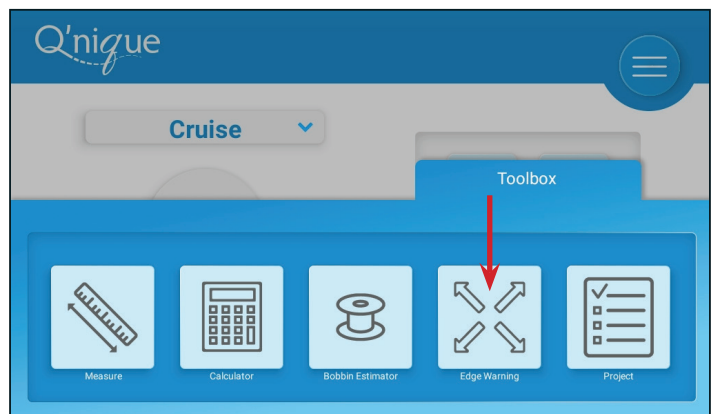 Q'nique
Cruise
Toolbox
Measure
Calculator
Bobbin Estimator
Edge Warning
Project